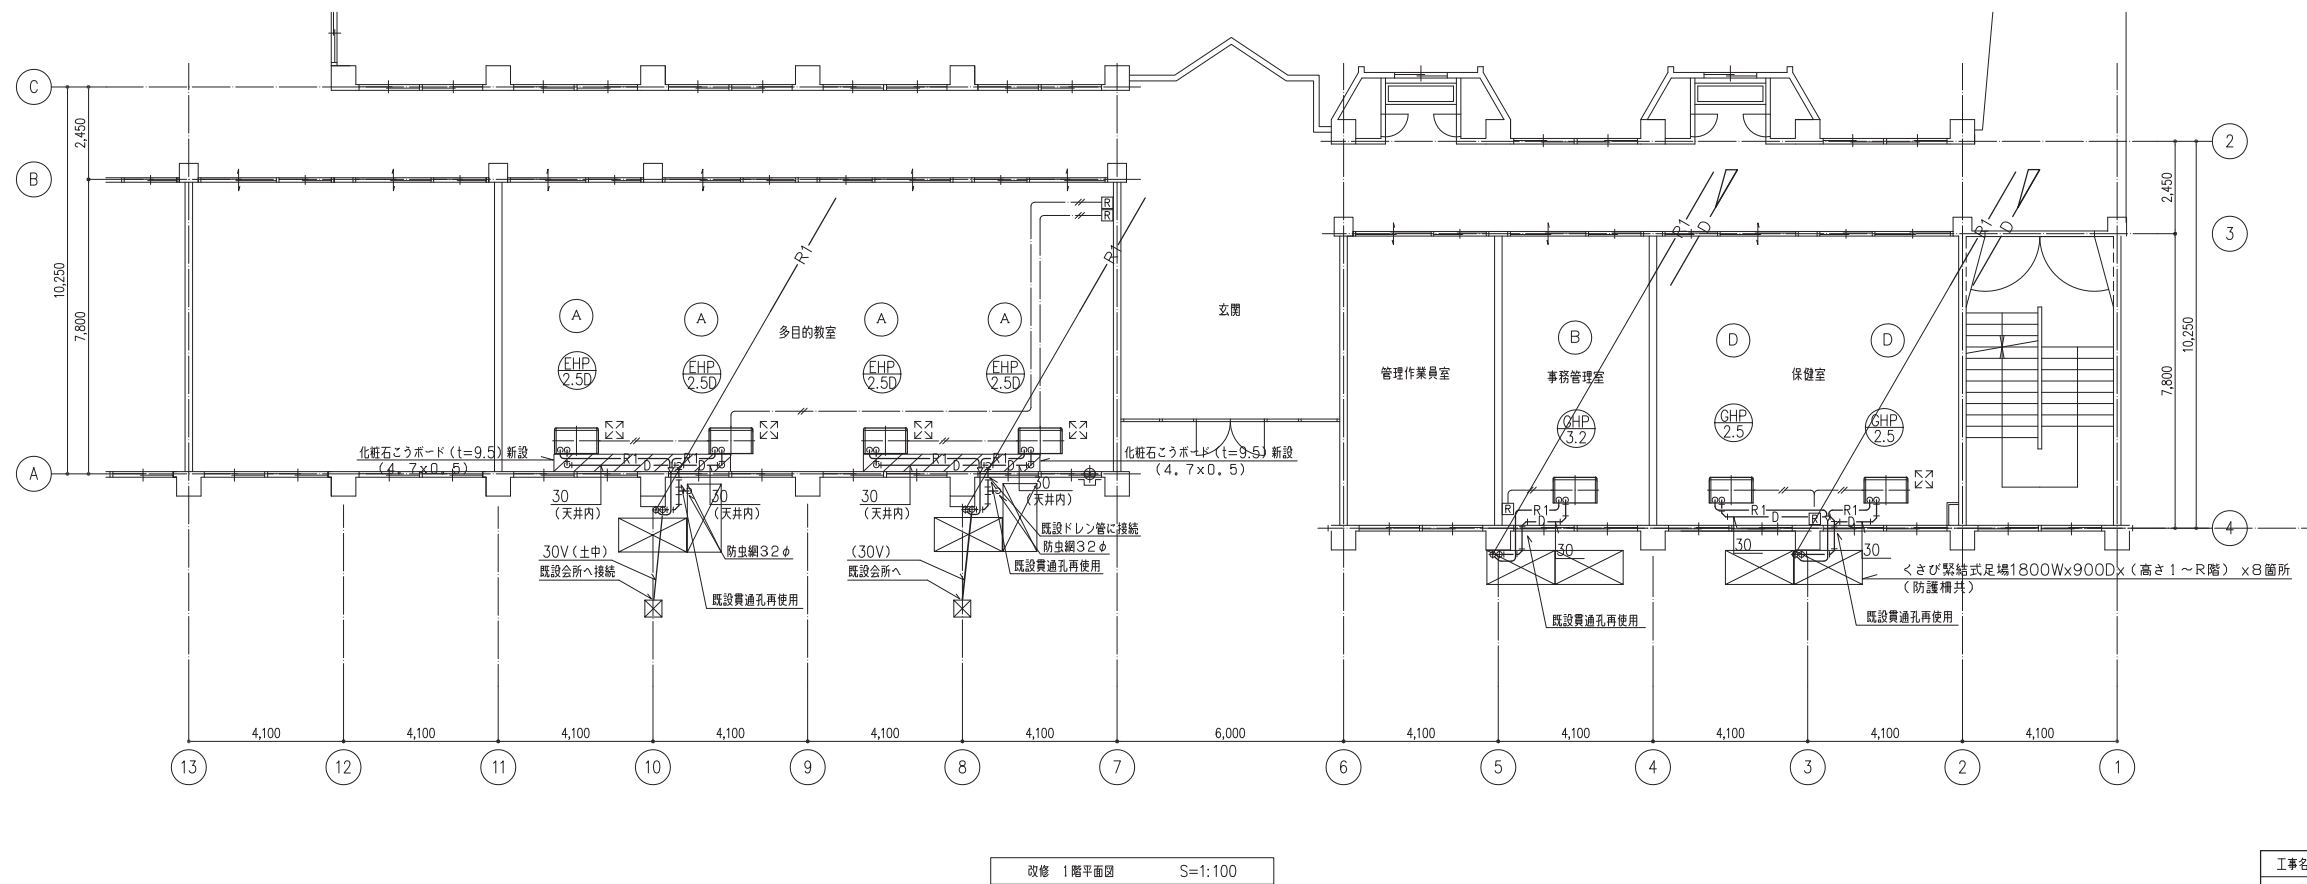 C
B
A
2,450
10,250
7,800
2
3
4
2,450
10,250
7,800
R
R
R1
R1
R1
D
R1
D
A
A
A
A
多目的教室
EHP
2.5D
EHP
2.5D
EHP
2.5D
EHP
2.5D
玄関
管理作業員室
B
事務管理室
GHP
3.2
D
D
保健室
GHP
2.5
GHP
2.5
化粧石こうボード(t=9.5)新設
(4.7x0.5)
R1
D
R1
D
R1
D
R1
D
化粧石こうボード(t=9.5)新設
(4.7x0.5)
30
(天井内)
30
(天井内)
30
(天井内)
30
(天井内)
R
R1
D
R1
D
R
R1
D
30
30
30
既設ドレン管に接続
防虫網32φ
既設貫通孔再使用
防虫網32φ
既設貫通孔再使用
30V(土中)
既設会所へ接続
(30V)
既設会所へ
くさび緊結式足場1800Wx900Dx(高さ1~R階) x8箇所
(防護柵共)
既設貫通孔再使用
既設貫通孔再使用
4,100
4,100
4,100
4,100
4,100
4,100
6,000
4,100
4,100
4,100
4,100
4,100
13
12
11
10
9
8
7
6
5
4
3
2
1
改修 1階平面図 S=1:100
工事名